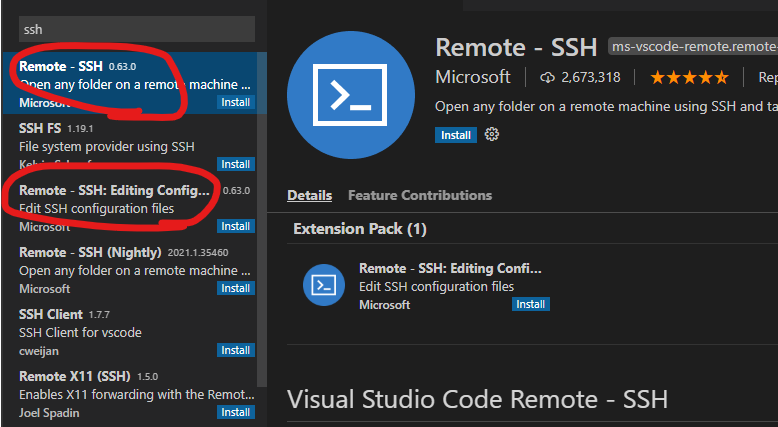 ssh
Remote - SSH 0.63.0
Open any folder on a remote machine ...
Microsoft Install
SSH FS 1.19.1
File system provider using SSH
Install
Remote - SSH: Editing Config... 0.63.0
Edit SSH configuration files
Microsoft Install
Remote - SSH (Nightly) 2021.1.35460
Open any folder on a remote machine ...
Microsoft Install
SSH Client 1.7.7
SSH Client for vscode
cweijan Install
Remote X11 (SSH) 1.5.0
Enables X11 forwarding with the Remot...
Joel Spadin Install
Remote - SSH ms-vscode-remote.remote-
Microsoft 2,673,318 Rep
Open any folder on a remote machine using SSH and ta
Install
Details Feature Contributions
Extension Pack (1)
Remote - SSH: Editing Confi...
Edit SSH configuration files
Microsoft Install
Visual Studio Code Remote - SSH